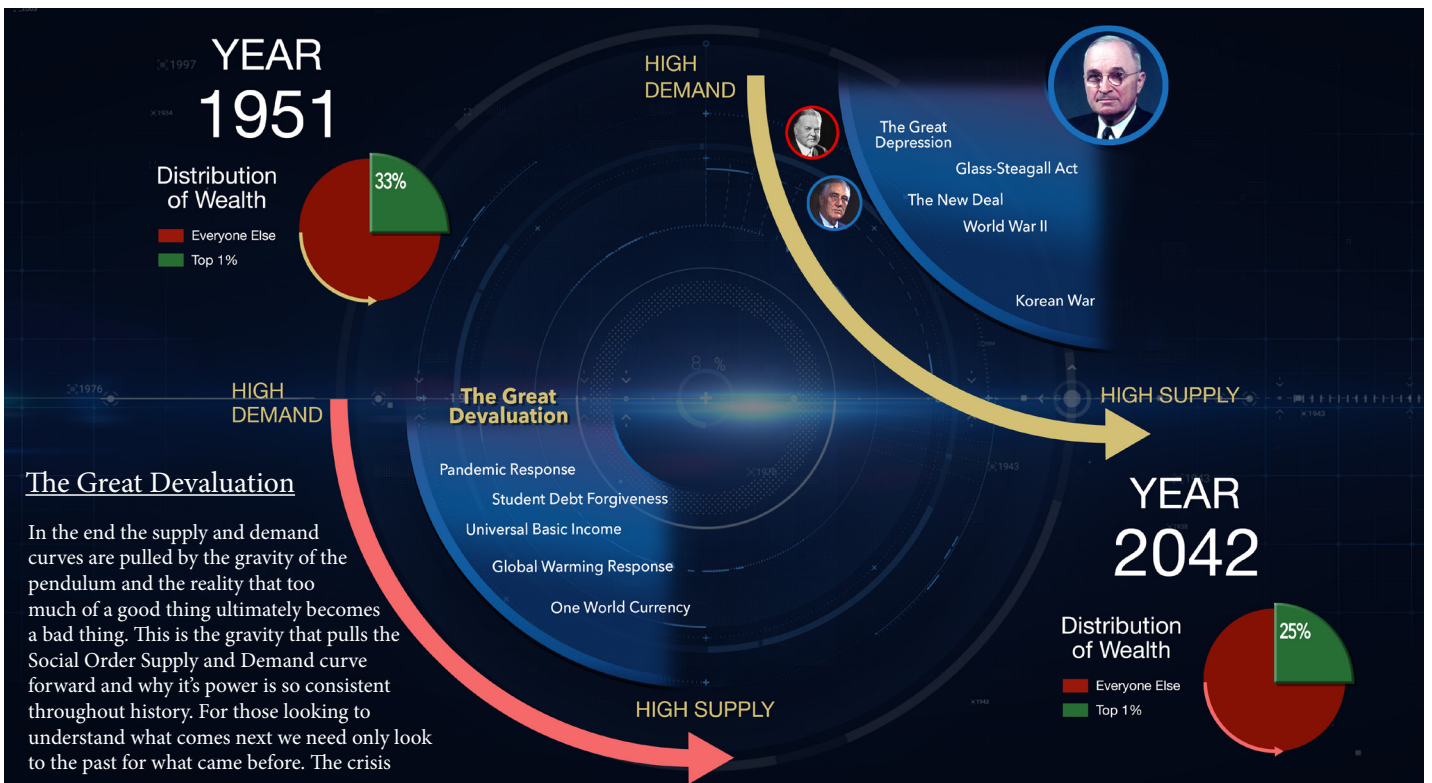 YEAR
1951
Distribution
of Wealth
33%
Everyone Else
Top 1%
HIGH
DEMAND
The Great
Depression
Glass-Steagall Act
The New Deal
World War II
Korean War
HIGH SUPPLY
1997
1934
1976
8 %
1976
1943
1943
HIGH
DEMAND
The Great
Devaluation
Pandemic Response
Student Debt Forgiveness
Universal Basic Income
Global Warming Response
One World Currency
HIGH SUPPLY
The Great Devaluation
In the end the supply and demand
curves are pulled by the gravity of the
pendulum and the reality that too
much of a good thing ultimately becomes
a bad thing. This is the gravity that pulls the
Social Order Supply and Demand curve
forward and why it's power is so consistent
throughout history. For those looking to
understand what comes next we need only look
to the past for what came before. The crisis
YEAR
2042
Distribution
of Wealth
25%
Everyone Else
Top 1%